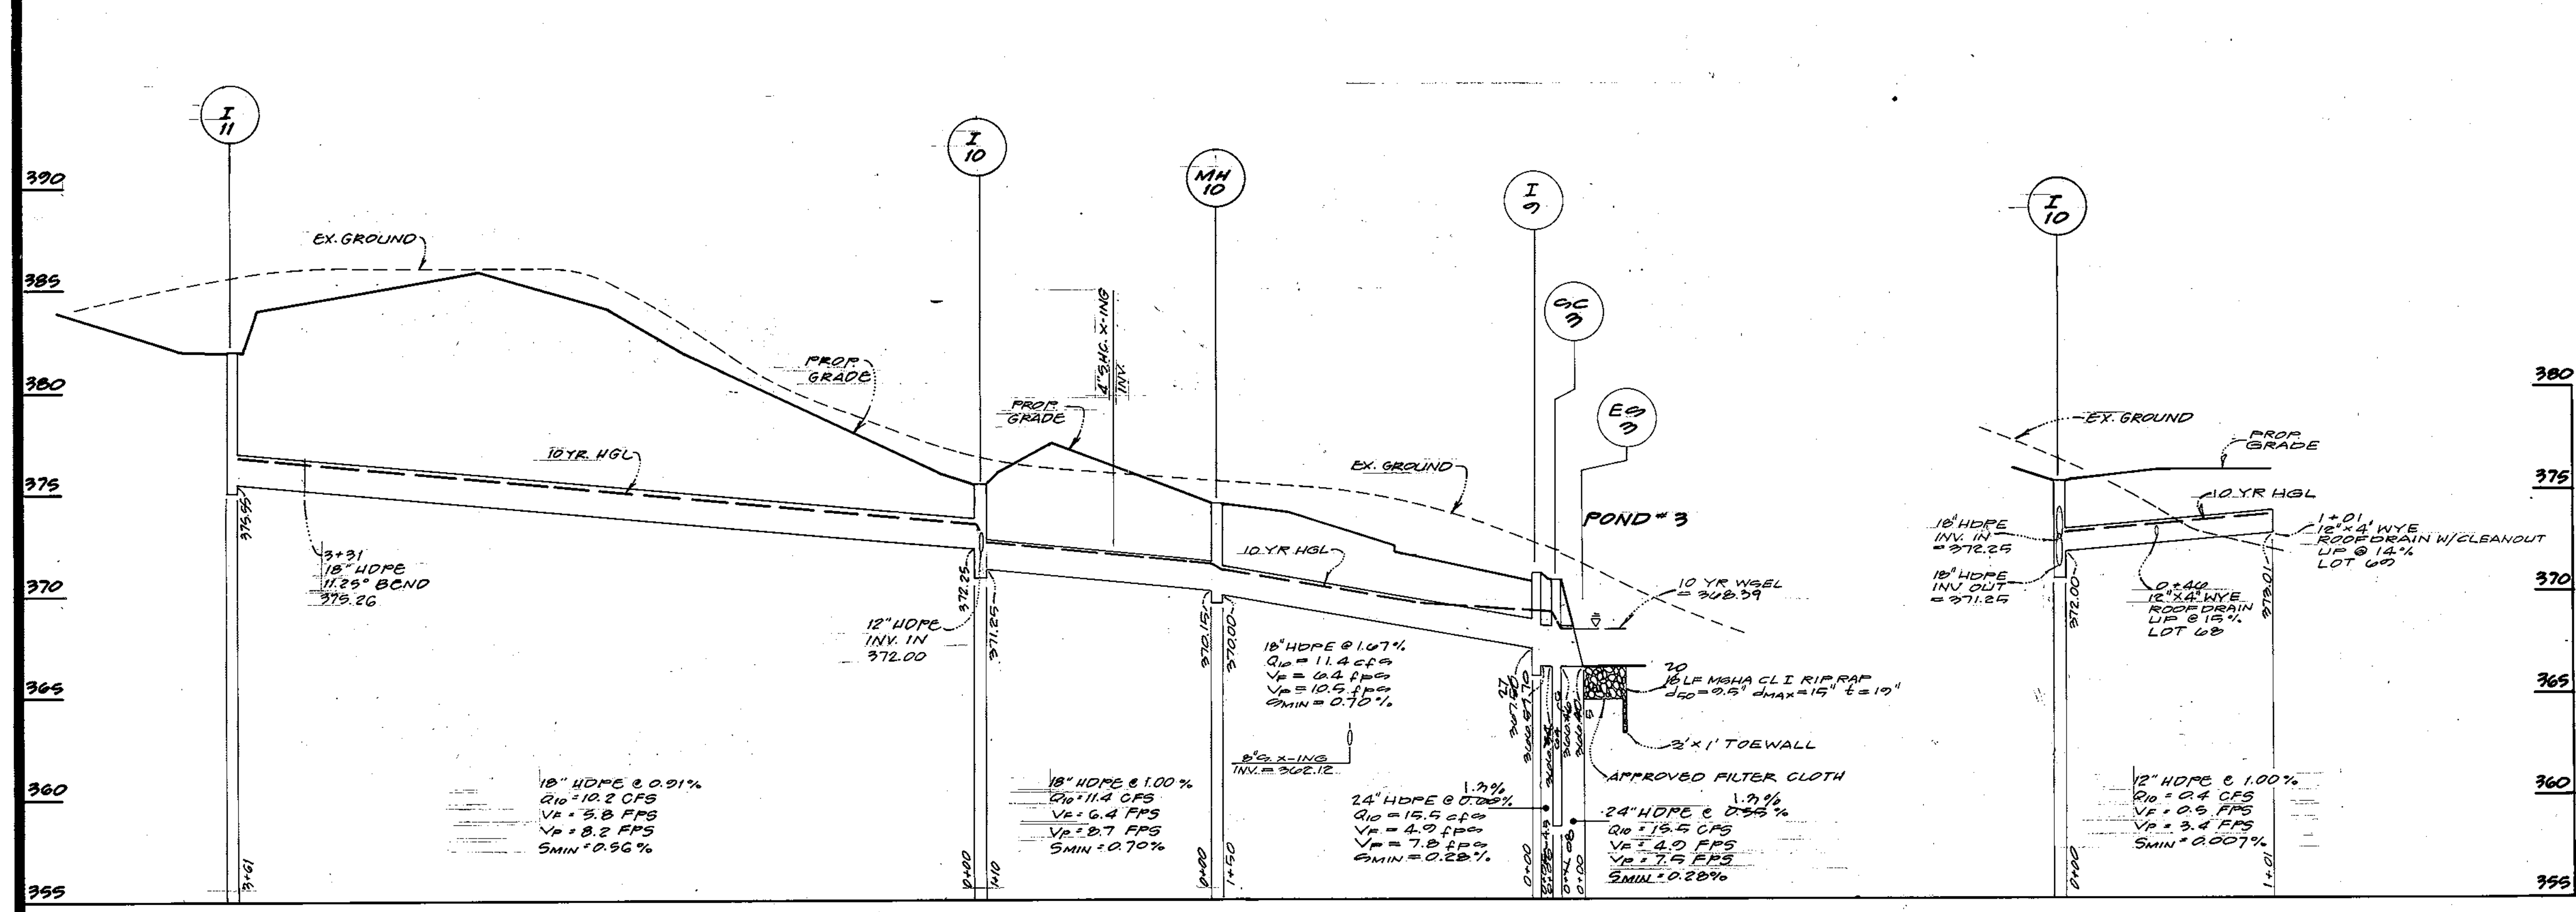 I
11
I
10
MH
10
I
9
SC
3
ES
3
I
10
390
385
380
375
370
365
360
355
380
375
370
365
360
355
EX. GROUND
PROP.
GRADE
10 YR. HGL
375.55
3+31
18" HDPE
11.25° BEND
375.26
3+61
18" HDPE @ 0.91%
Q10 = 10.2 CFS
VF = 5.8 FPS
VP = 8.2 FPS
SMIN = 0.56%
12" HDPE
INV. IN
372.00
372.25
371.25
0+00
1+10
PROP.
GRADE
4" S.H.C. X-ING
INV.
18" HDPE @ 1.00%
Q10 = 11.4 CFS
VF = 6.4 FPS
VP = 8.7 FPS
SMIN = 0.70%
370.15
370.00
0+00
1+50
EX. GROUND
10 YR HGL
18" HDPE @ 1.67%
Q10 = 11.4 cfs
VF = 6.4 fps
VP = 10.5 fps
SMIN = 0.70%
8" S. X-ING
INV. = 362.12
POND # 3
10 YR WSEL
= 368.39
20
18 LF MSHA CL I RIP RAP
d50 = 9.5" dMAX = 15" t = 19"
3' X 1' TOEWALL
APPROVED FILTER CLOTH
1.3%
24" HDPE @
Q10 = 15.5 cfs
VF = 4.9 fps
VP = 7.8 fps
SMIN = 0.28%
1.3%
24" HDPE @ 0.55%
Q10 = 15.5 CFS
VF = 4.9 FPS
VP = 7.5 FPS
SMIN = 0.28%
0+00
0+00
EX. GROUND
PROP.
GRADE
10 YR HGL
18" HDPE
INV. IN
= 372.25
18" HDPE
INV OUT
= 371.25
372.00
373.01
1+01
12" X 4" WYE
ROOFDRAIN W/CLEANOUT
UP @ 14%
LOT 69
0+46
12" X 4" WYE
ROOFDRAIN
UP @ 15%
LOT 68
12" HDPE @ 1.00%
Q10 = 0.4 CFS
VF = 0.5 FPS
VP = 3.4 FPS
SMIN = 0.007%
0+00
1+01